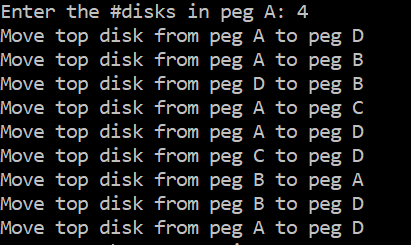 Enter the #disks in peg A: 4
Move top disk from peg A to peg D
Move top disk from peg A to peg B
Move top disk from peg D to peg B
Move top disk from peg A to peg C
Move top disk from peg A to peg D
Move top disk from peg C to peg D
Move top disk from peg B to peg A
Move top disk from peg B to peg D
Move top disk from peg A to peg D